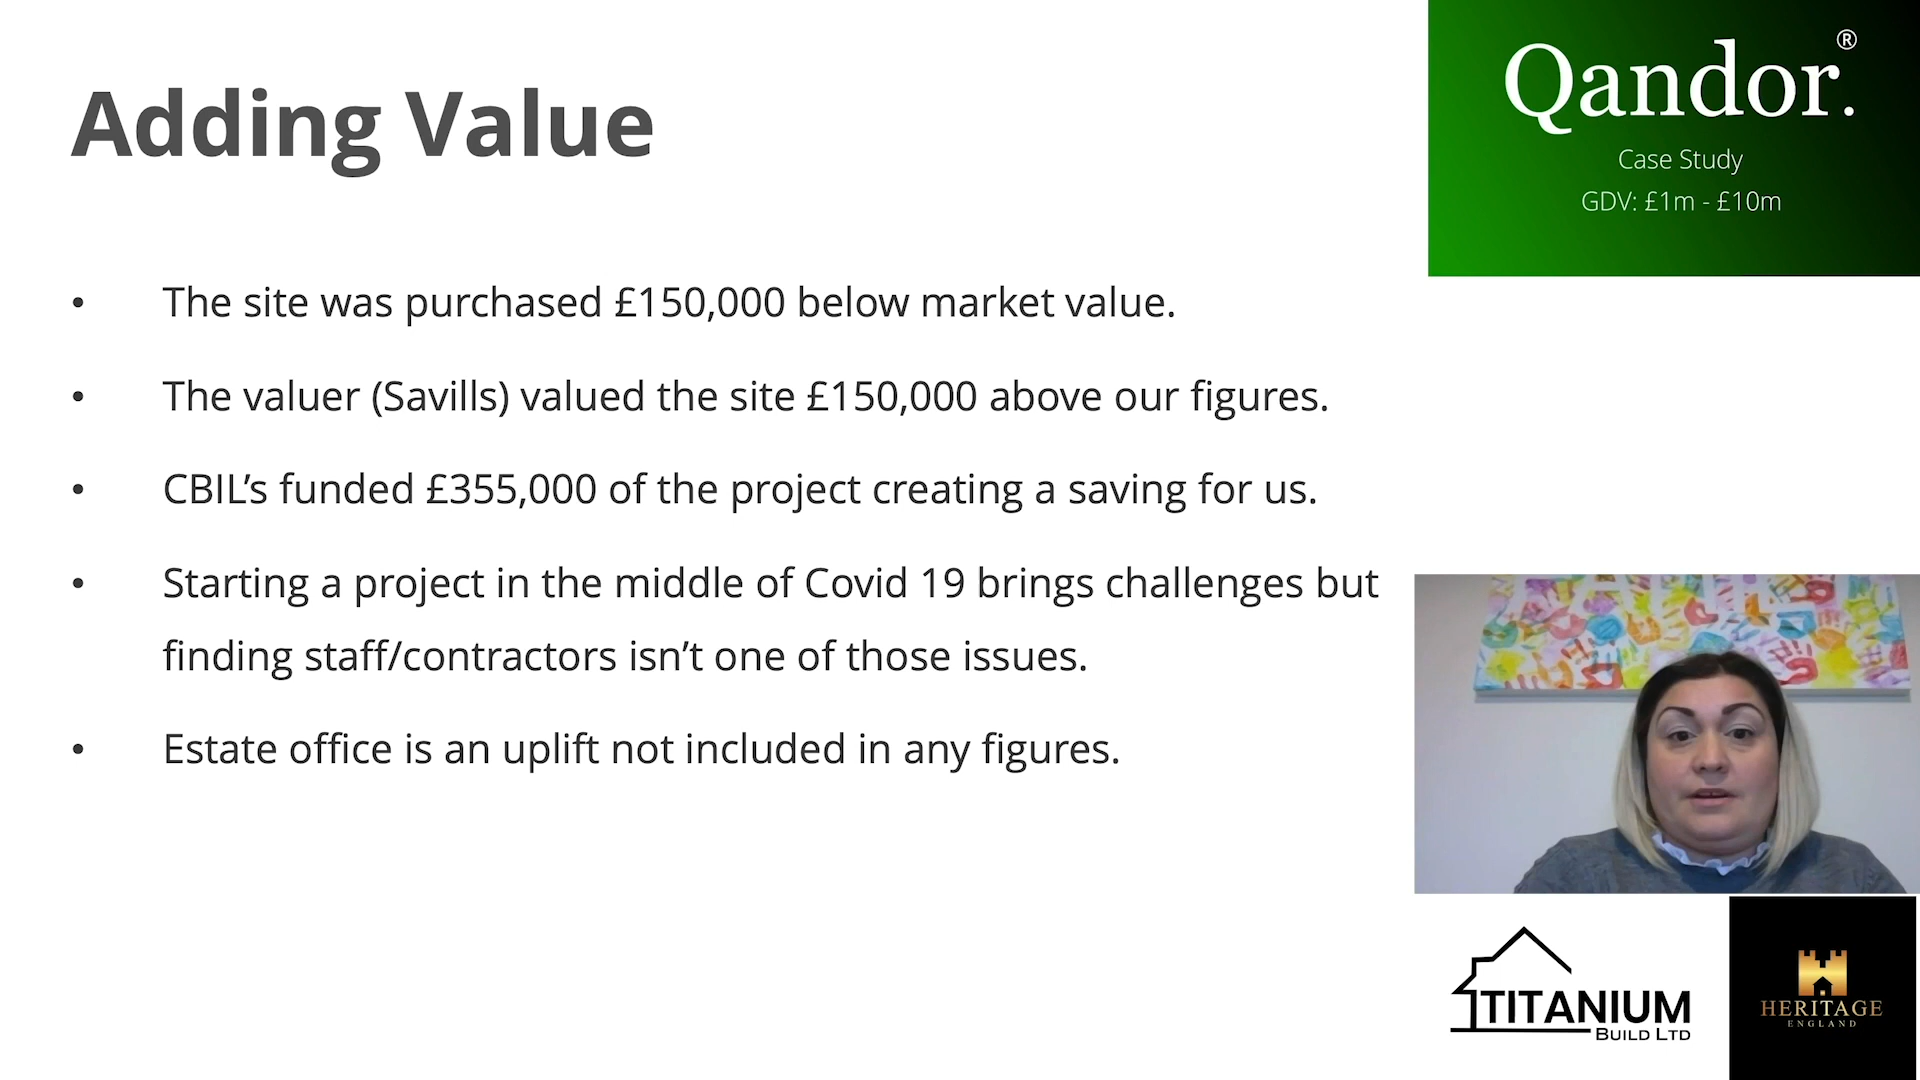 Adding Value
• The site was purchased £150,000 below market value.
• The valuer (Savills) valued the site £150,000 above our figures.
• CBIL’s funded £355,000 of the project creating a saving for us.
• Starting a project in the middle of Covid 19 brings challenges but
finding staff/contractors isn’t one of those issues.
• Estate office is an uplift not included in any figures.
Qandor.®
Case Study
GDV: £1m - £10m
TITANIUM
BUILD LTD
HERITAGE
ENGLAND